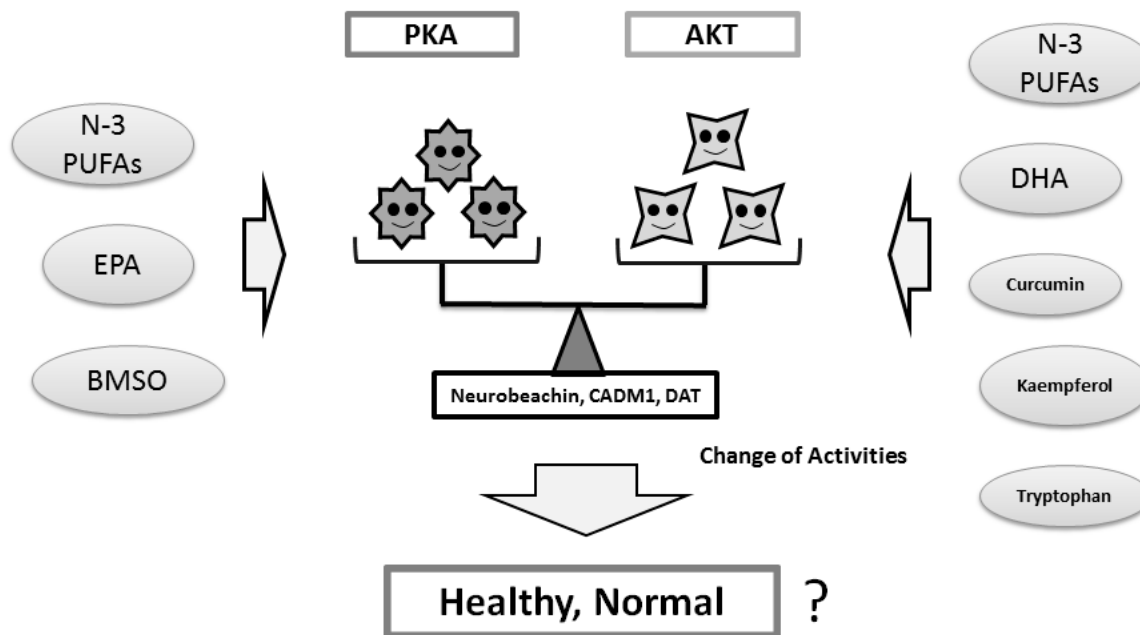 PKA
AKT
N-3
PUFAs
EPA
BMSO
N-3
PUFAs
DHA
Curcumin
Kaempferol
Tryptophan
Neurobeachin, CADM1, DAT
Change of Activities
Healthy, Normal ?